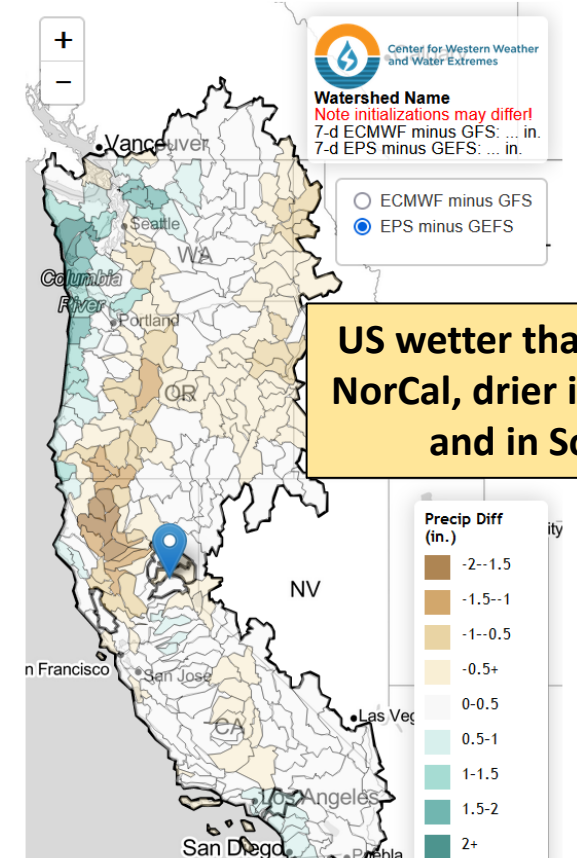 +
−
Center for Western Weather
and Water Extremes
Calgary
Watershed Name
Note initializations may differ!
7-d ECMWF minus GFS: ... in.
7-d EPS minus GEFS: ... in.
Vancouver
ECMWF minus GFS
EPS minus GEFS
Seattle
WA
Columbia
River
Portland
US wetter tha
NorCal, drier i
and in So
OR
Precip Diff
(in.)
-2--1.5
-1.5--1
-1--0.5
-0.5+
0-0.5
0.5-1
1-1.5
1.5-2
2+
ity
NV
n Francisco
San Jose
CA
Las Veg
Los Angeles
San Diego
Puebla